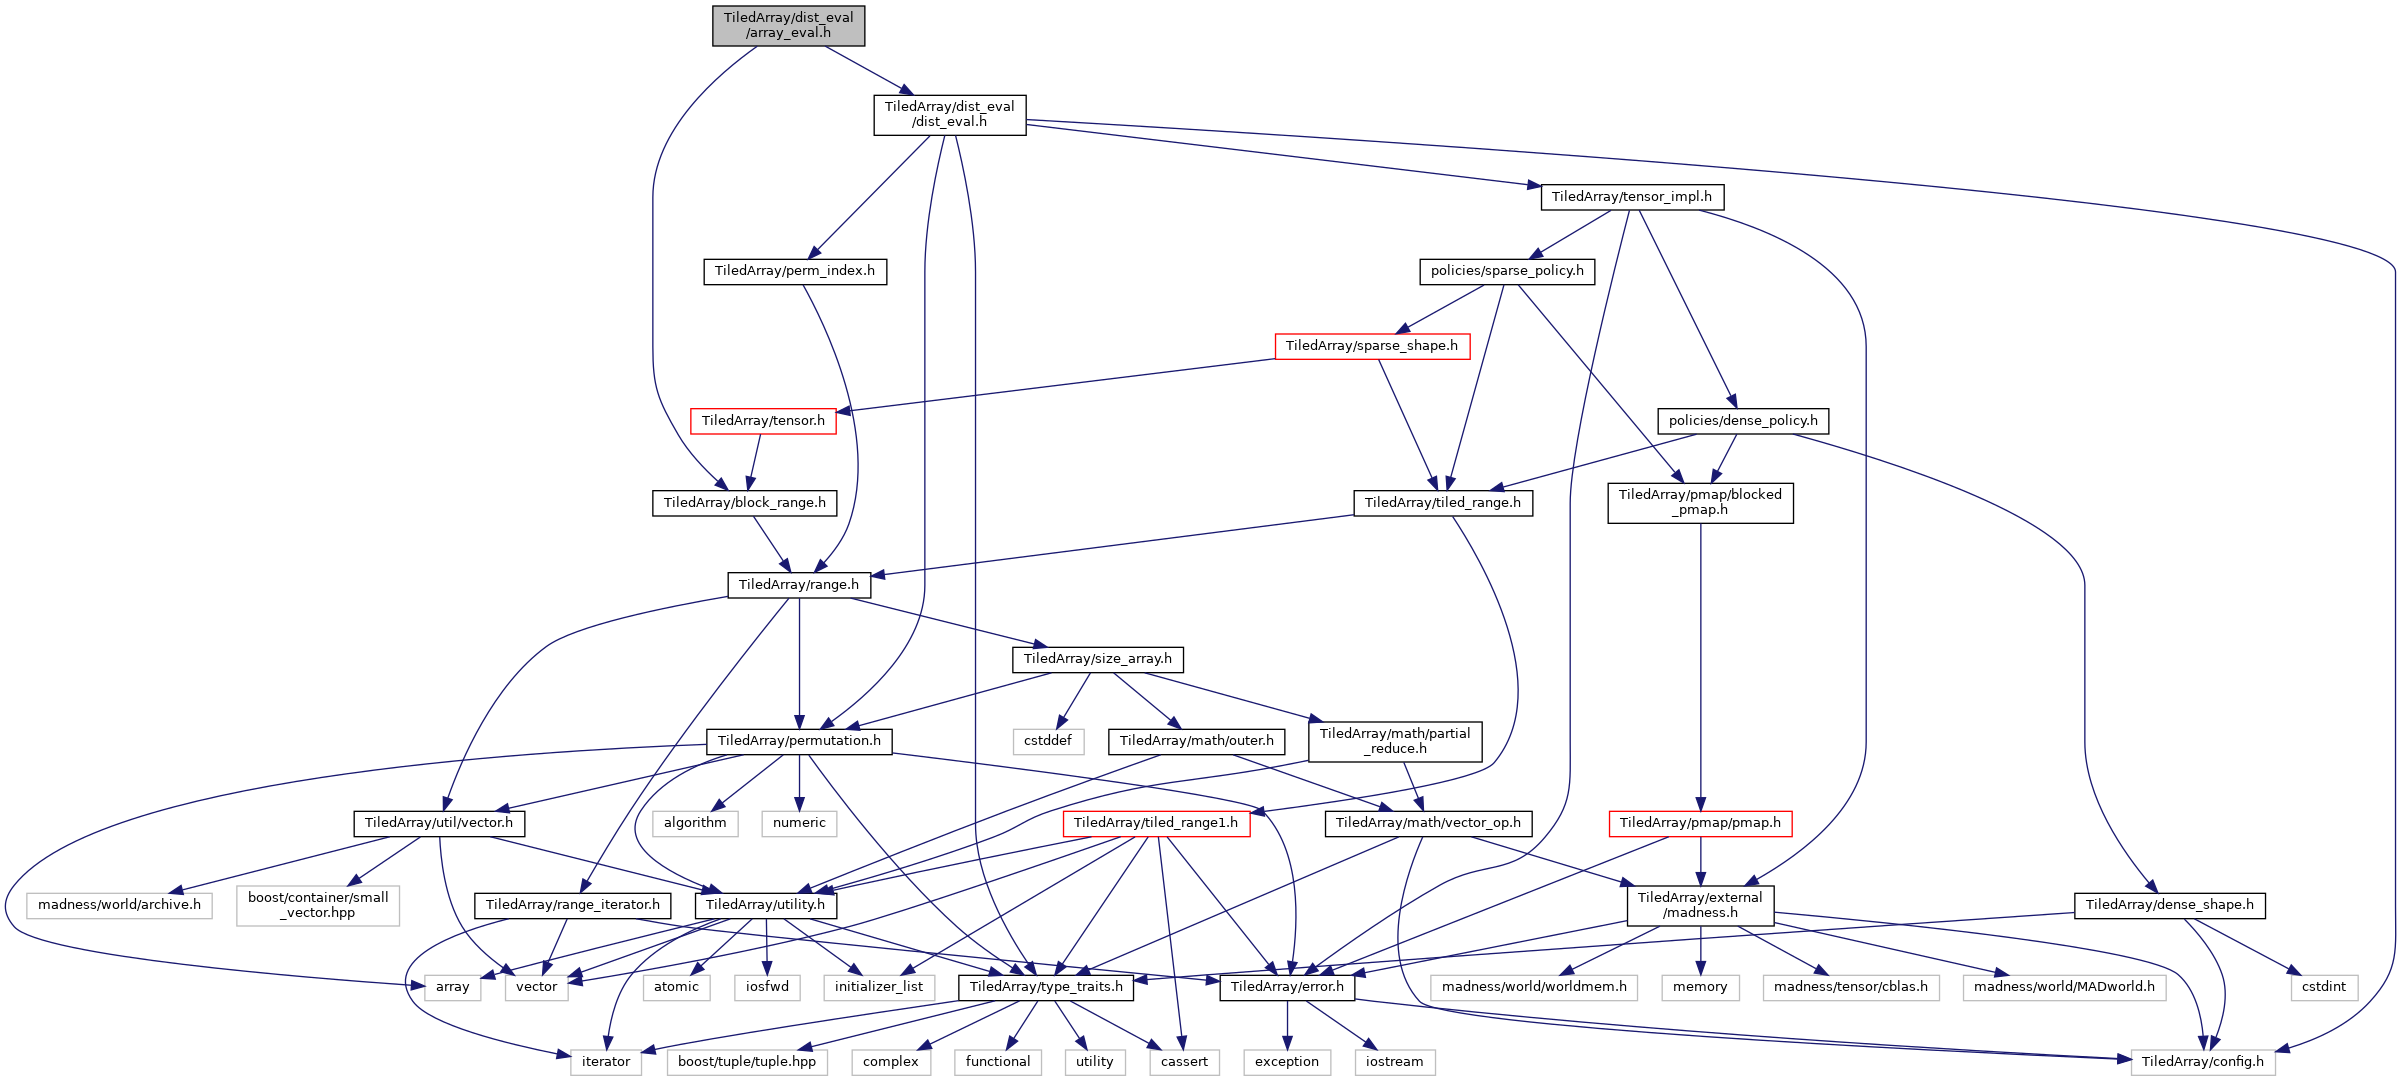 TiledArray/dist_eval
/array_eval.h
TiledArray/dist_eval
/dist_eval.h
TiledArray/tensor_impl.h
TiledArray/perm_index.h
policies/sparse_policy.h
TiledArray/sparse_shape.h
TiledArray/tensor.h
policies/dense_policy.h
TiledArray/block_range.h
TiledArray/tiled_range.h
TiledArray/pmap/blocked
_pmap.h
TiledArray/range.h
TiledArray/size_array.h
TiledArray/permutation.h
cstddef
TiledArray/math/outer.h
TiledArray/math/partial
_reduce.h
TiledArray/util/vector.h
algorithm
numeric
TiledArray/tiled_range1.h
TiledArray/math/vector_op.h
TiledArray/pmap/pmap.h
madness/world/archive.h
boost/container/small
_vector.hpp
TiledArray/range_iterator.h
TiledArray/utility.h
TiledArray/external
/madness.h
TiledArray/dense_shape.h
array
vector
atomic
iosfwd
initializer_list
TiledArray/type_traits.h
TiledArray/error.h
madness/world/worldmem.h
memory
madness/tensor/cblas.h
madness/world/MADworld.h
cstdint
iterator
boost/tuple/tuple.hpp
complex
functional
utility
cassert
exception
iostream
TiledArray/config.h